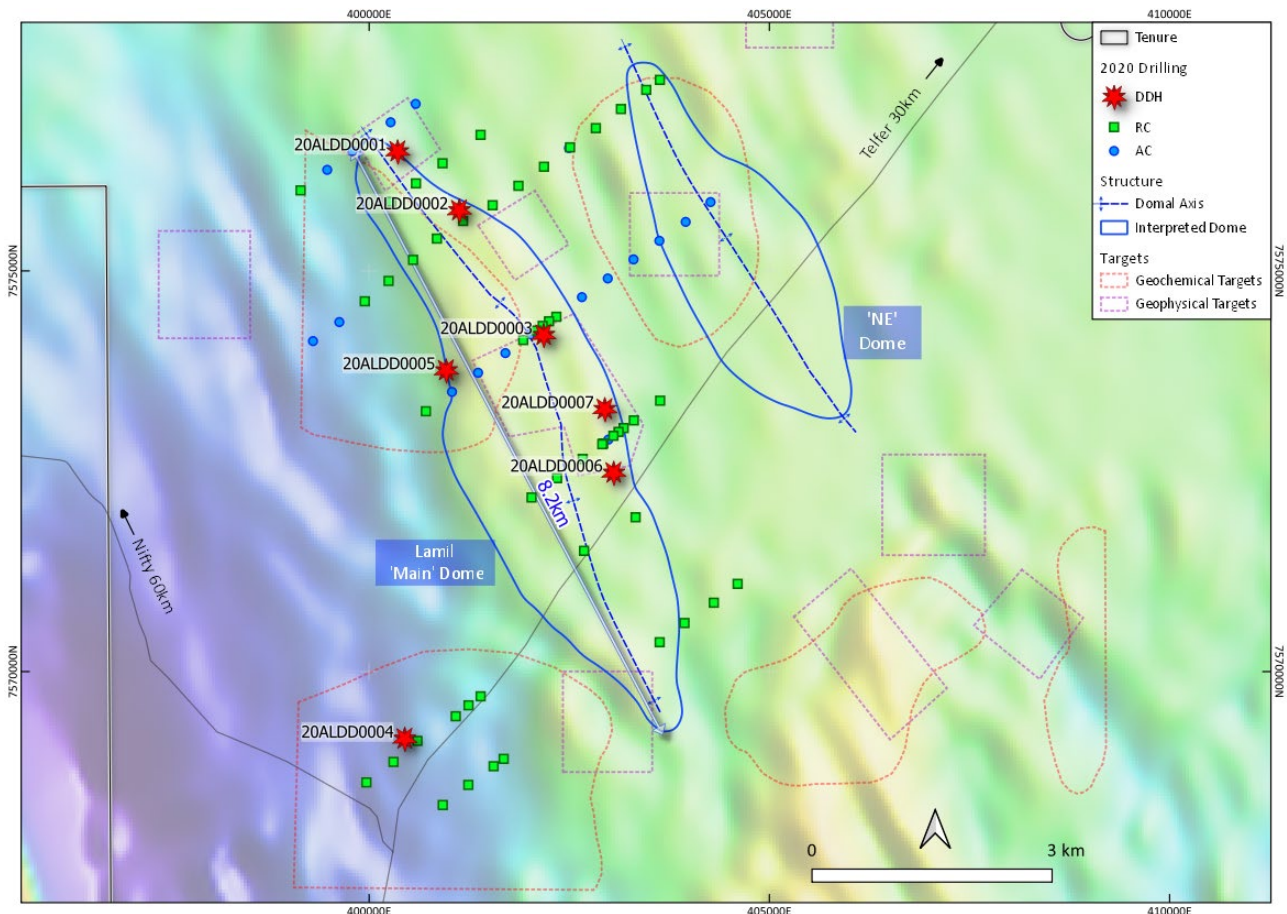 400000E
405000E
410000E
Tenure
2020 Drilling
DDH
RC
AC
Structure
Domal Axis
Interpreted Dome
Targets
Geochemical Targets
Geophysical Targets
Telfer 30km
20ALDD0001
20ALDD0002
7575000N
7575000N
20ALDD0003
'NE'
Dome
20ALDD0005
20ALDD0007
20ALDD0006
8.2km
Nifty 60km
Lamil
'Main' Dome
7570000N
7570000N
20ALDD0004
0
3 km
400000E
405000E
410000E